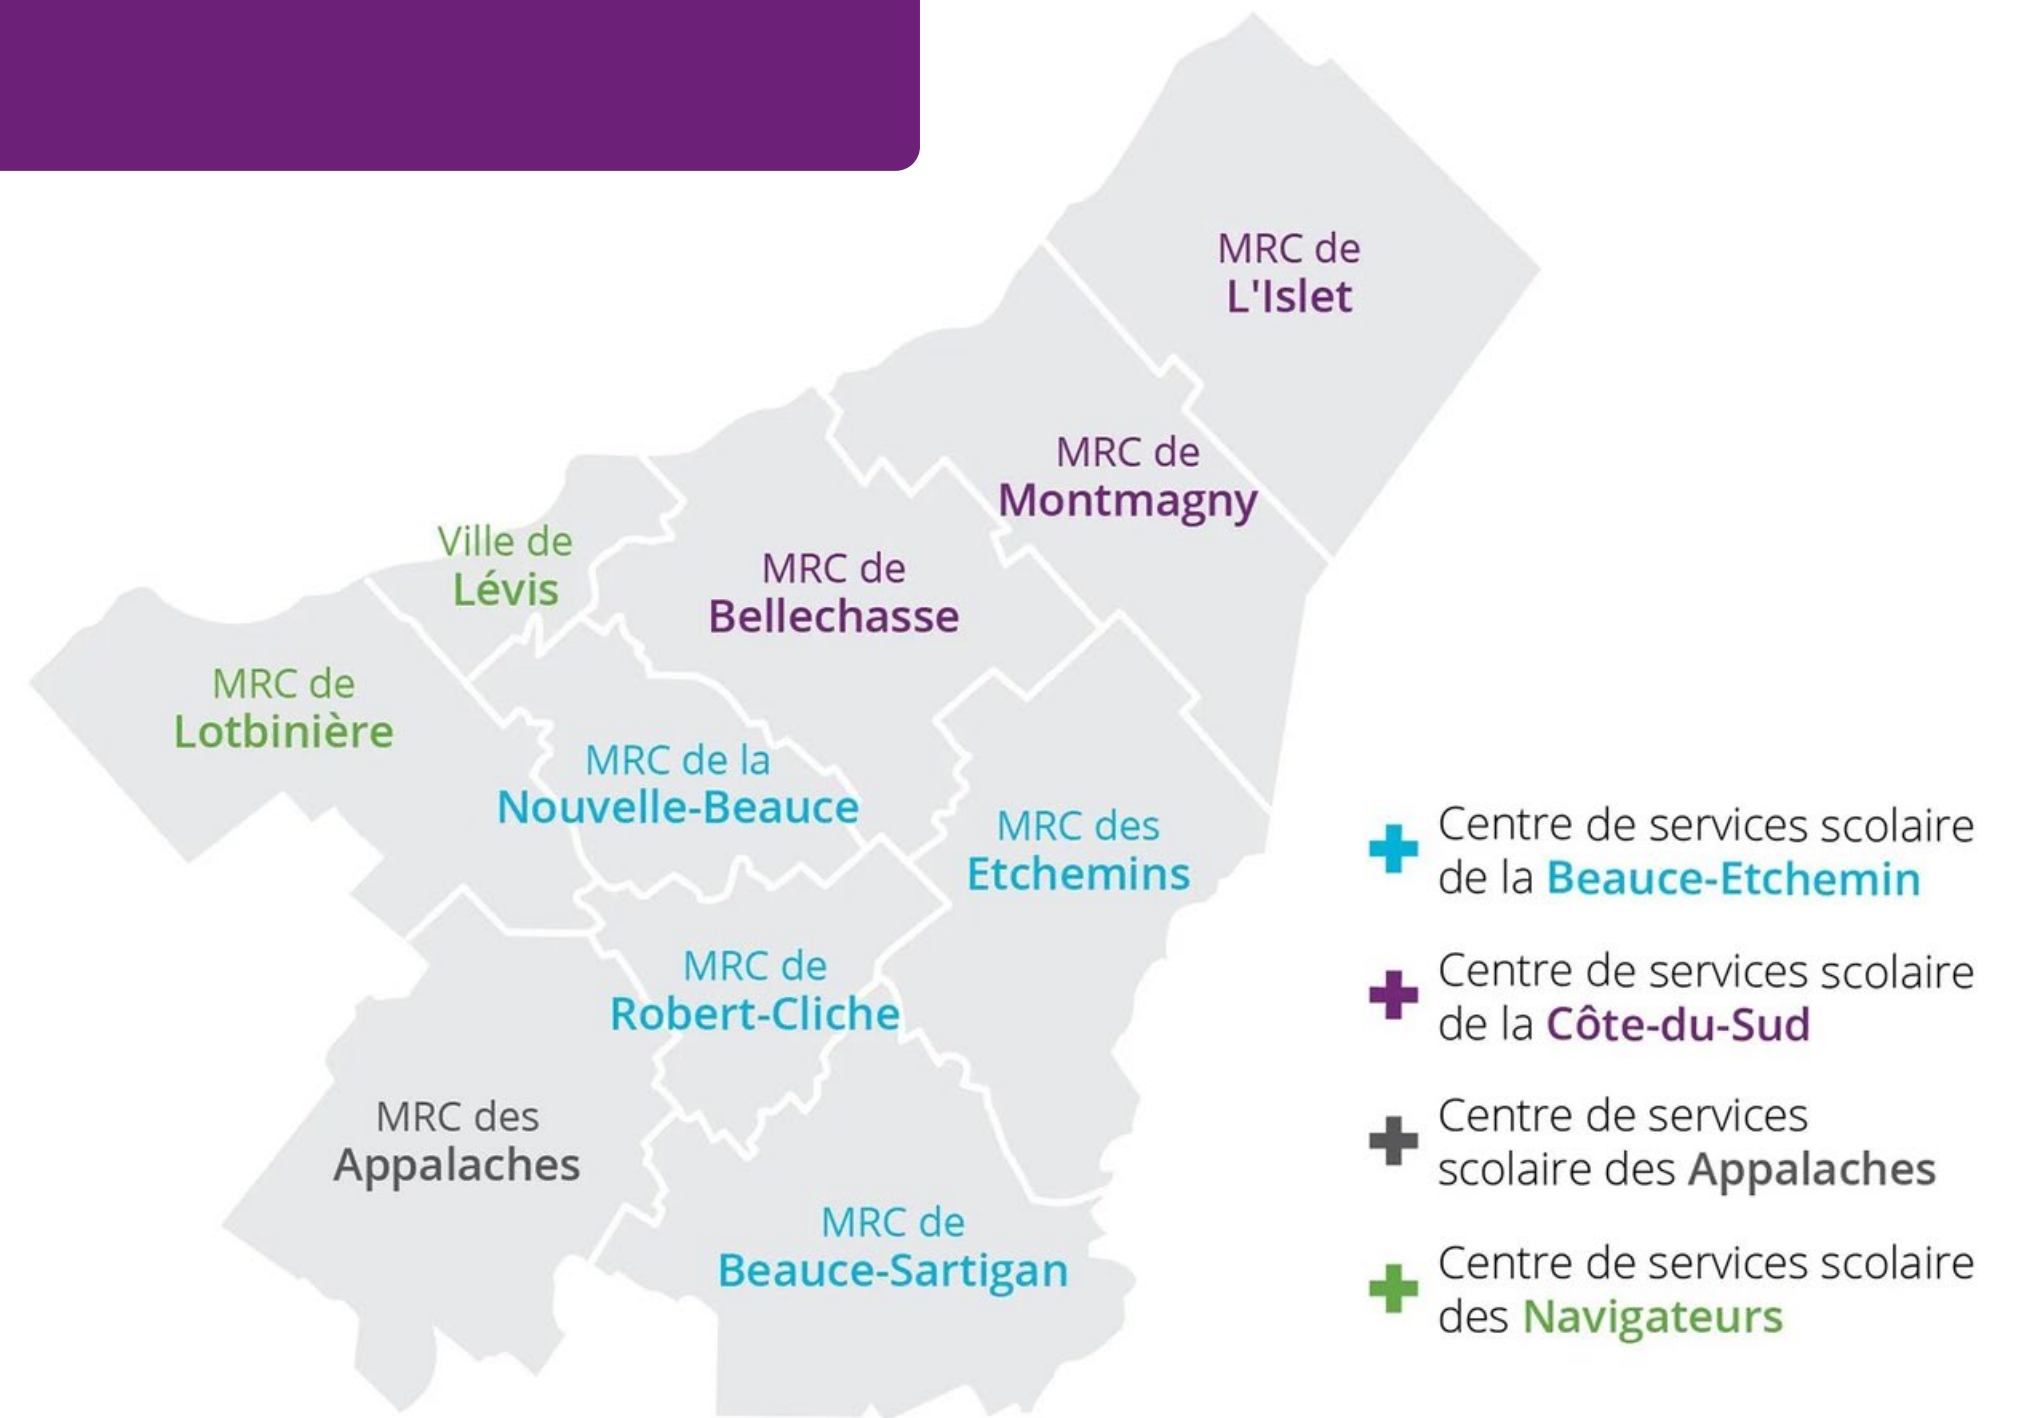 MRC de
L'Islet
MRC de
Montmagny
Ville de
Lévis
MRC de
Bellechasse
MRC de
Lotbinière
MRC de la
Nouvelle-Beauce
MRC des
Etchemins
MRC de
Robert-Cliche
MRC des
Appalaches
MRC de
Beauce-Sartigan
Centre de services scolaire
de la Beauce-Etchemin
Centre de services scolaire
de la Côte-du-Sud
Centre de services
scolaire des Appalaches
Centre de services scolaire
des Navigateurs